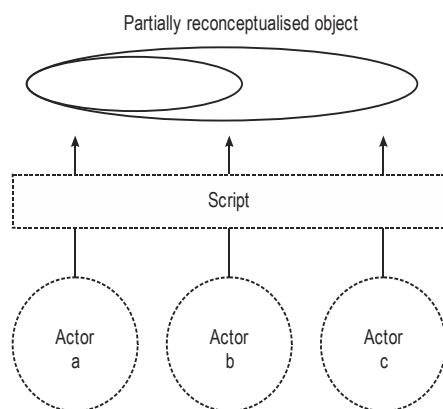 Partially reconceptualised object
Script
Actor
a
Actor
b
Actor
c